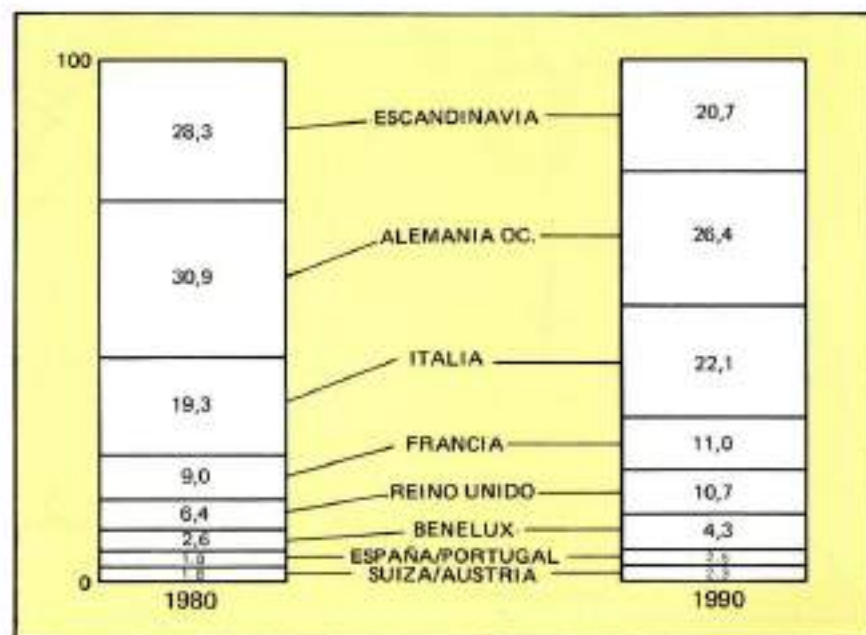 100
28,3
ESCANDINAVIA
20,7
30,9
ALEMANIA OC.
26,4
19,3
ITALIA
22,1
9,0
FRANCIA
11,0
6,4
REINO UNIDO
10,7
2,6
BENELUX
4,3
ESPAÑA/PORTUGAL
SUIZA/AUSTRIA
0
1980
1990